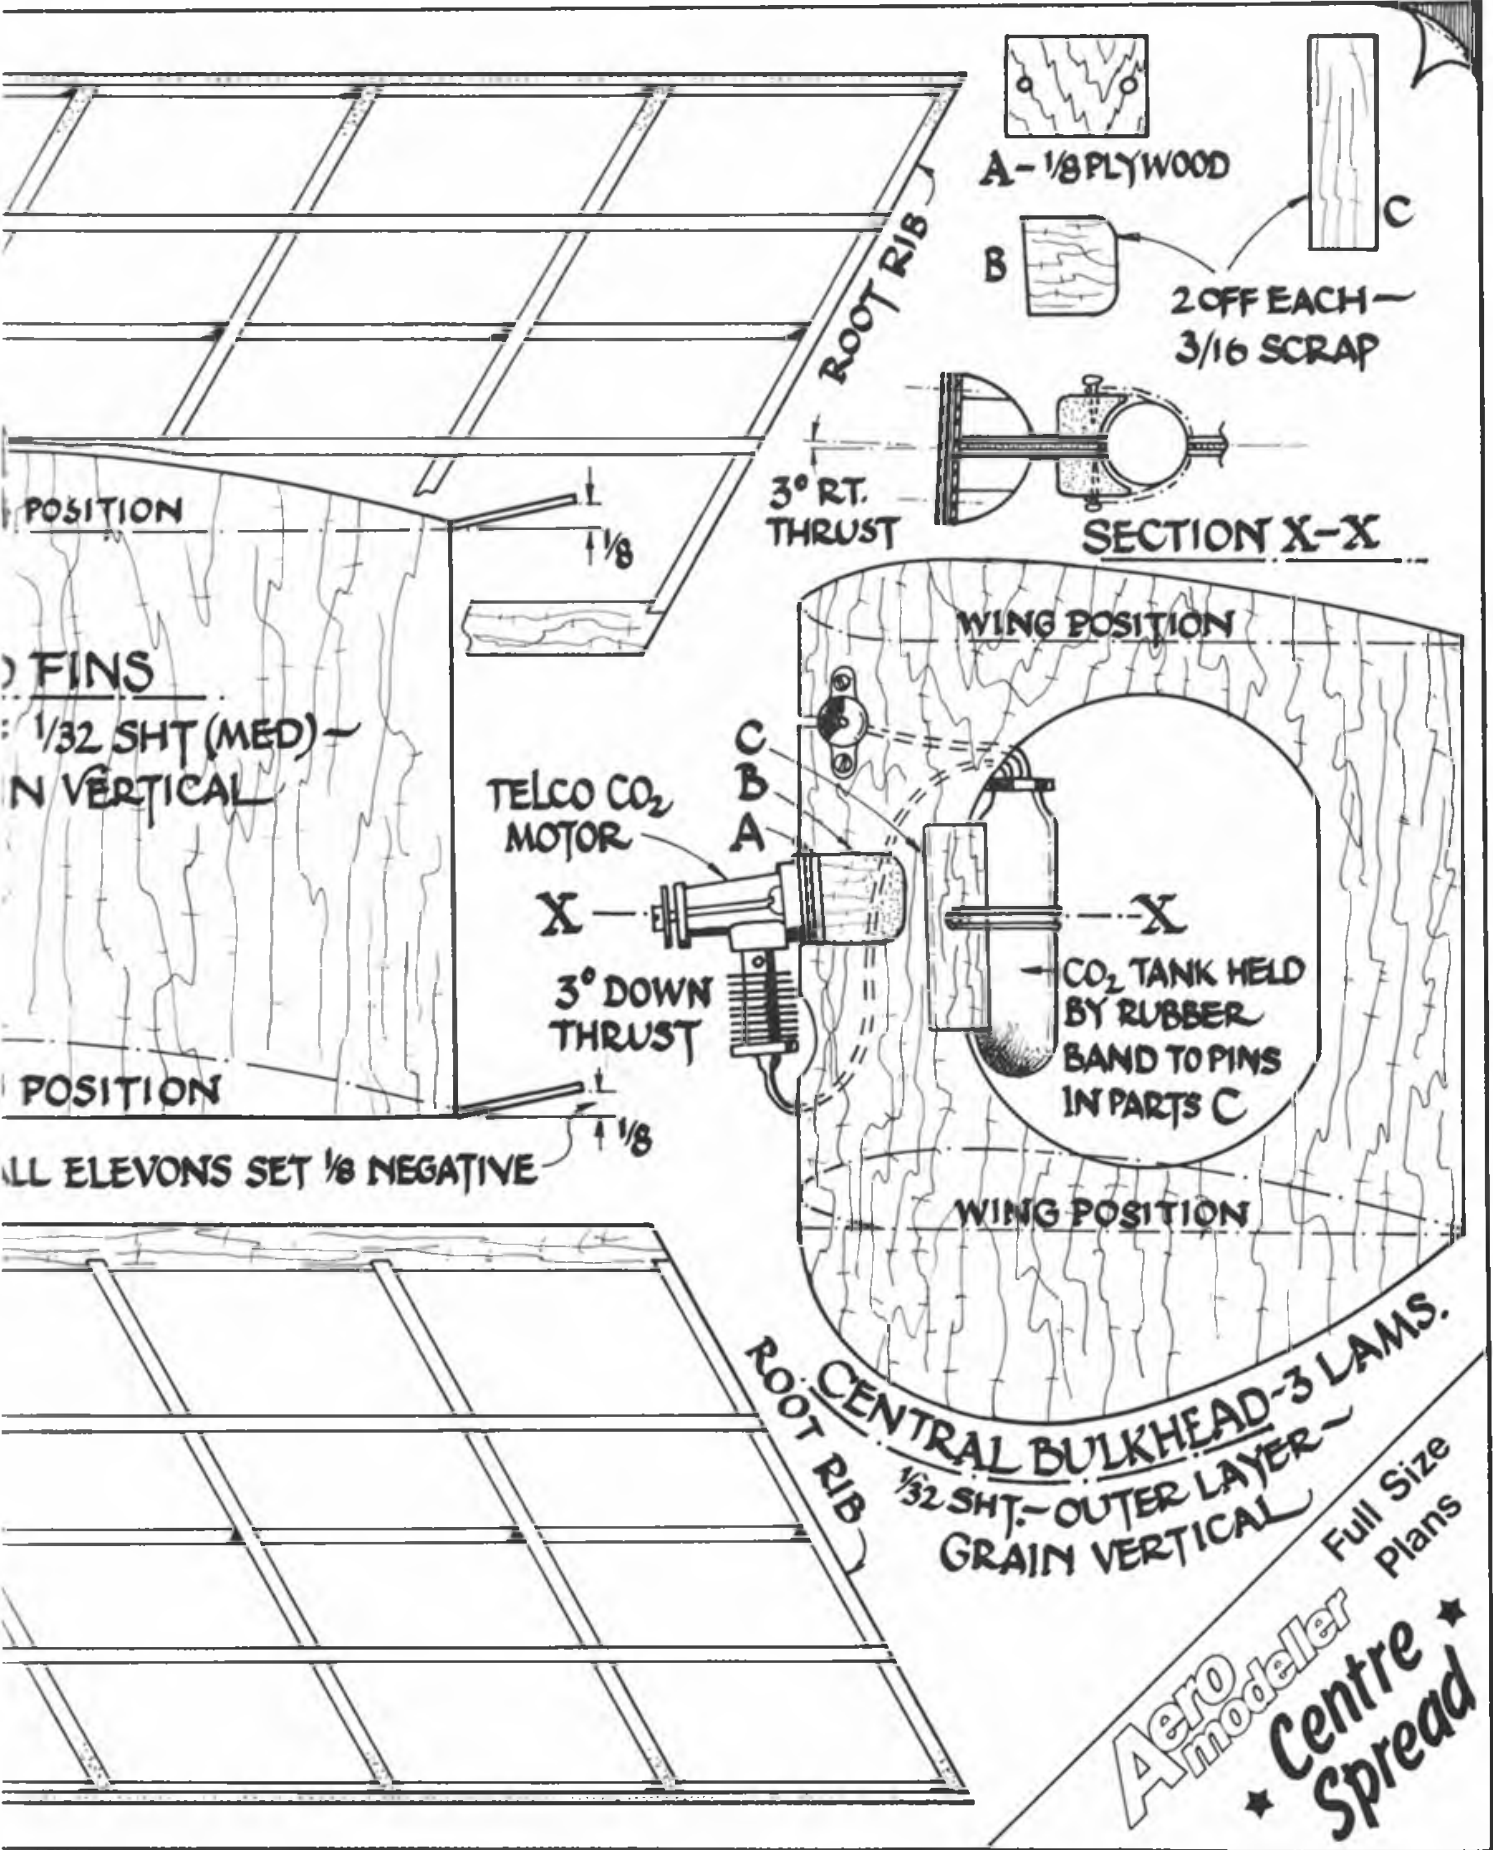 A - 1/8 PLYWOOD
C
B
2 OFF EACH -
3/16 SCRAP
ROOT RIB
3° RT.
THRUST
SECTION X-X
POSITION
1/8
WING POSITION
FINS
1/32 SHT (MED) -
N VERTICAL
C
B
A
TELCO CO2
MOTOR
X
X
3° DOWN
THRUST
CO2 TANK HELD
BY RUBBER
BAND TO PINS
IN PARTS C
POSITION
1/8
ALL ELEVONS SET 1/8 NEGATIVE
WING POSITION
ROOT RIB
CENTRAL BULKHEAD - 3 LAMS.
1/32 SHT. - OUTER LAYER -
GRAIN VERTICAL
Full Size
Plans
Aero
modeller
Centre
Spread